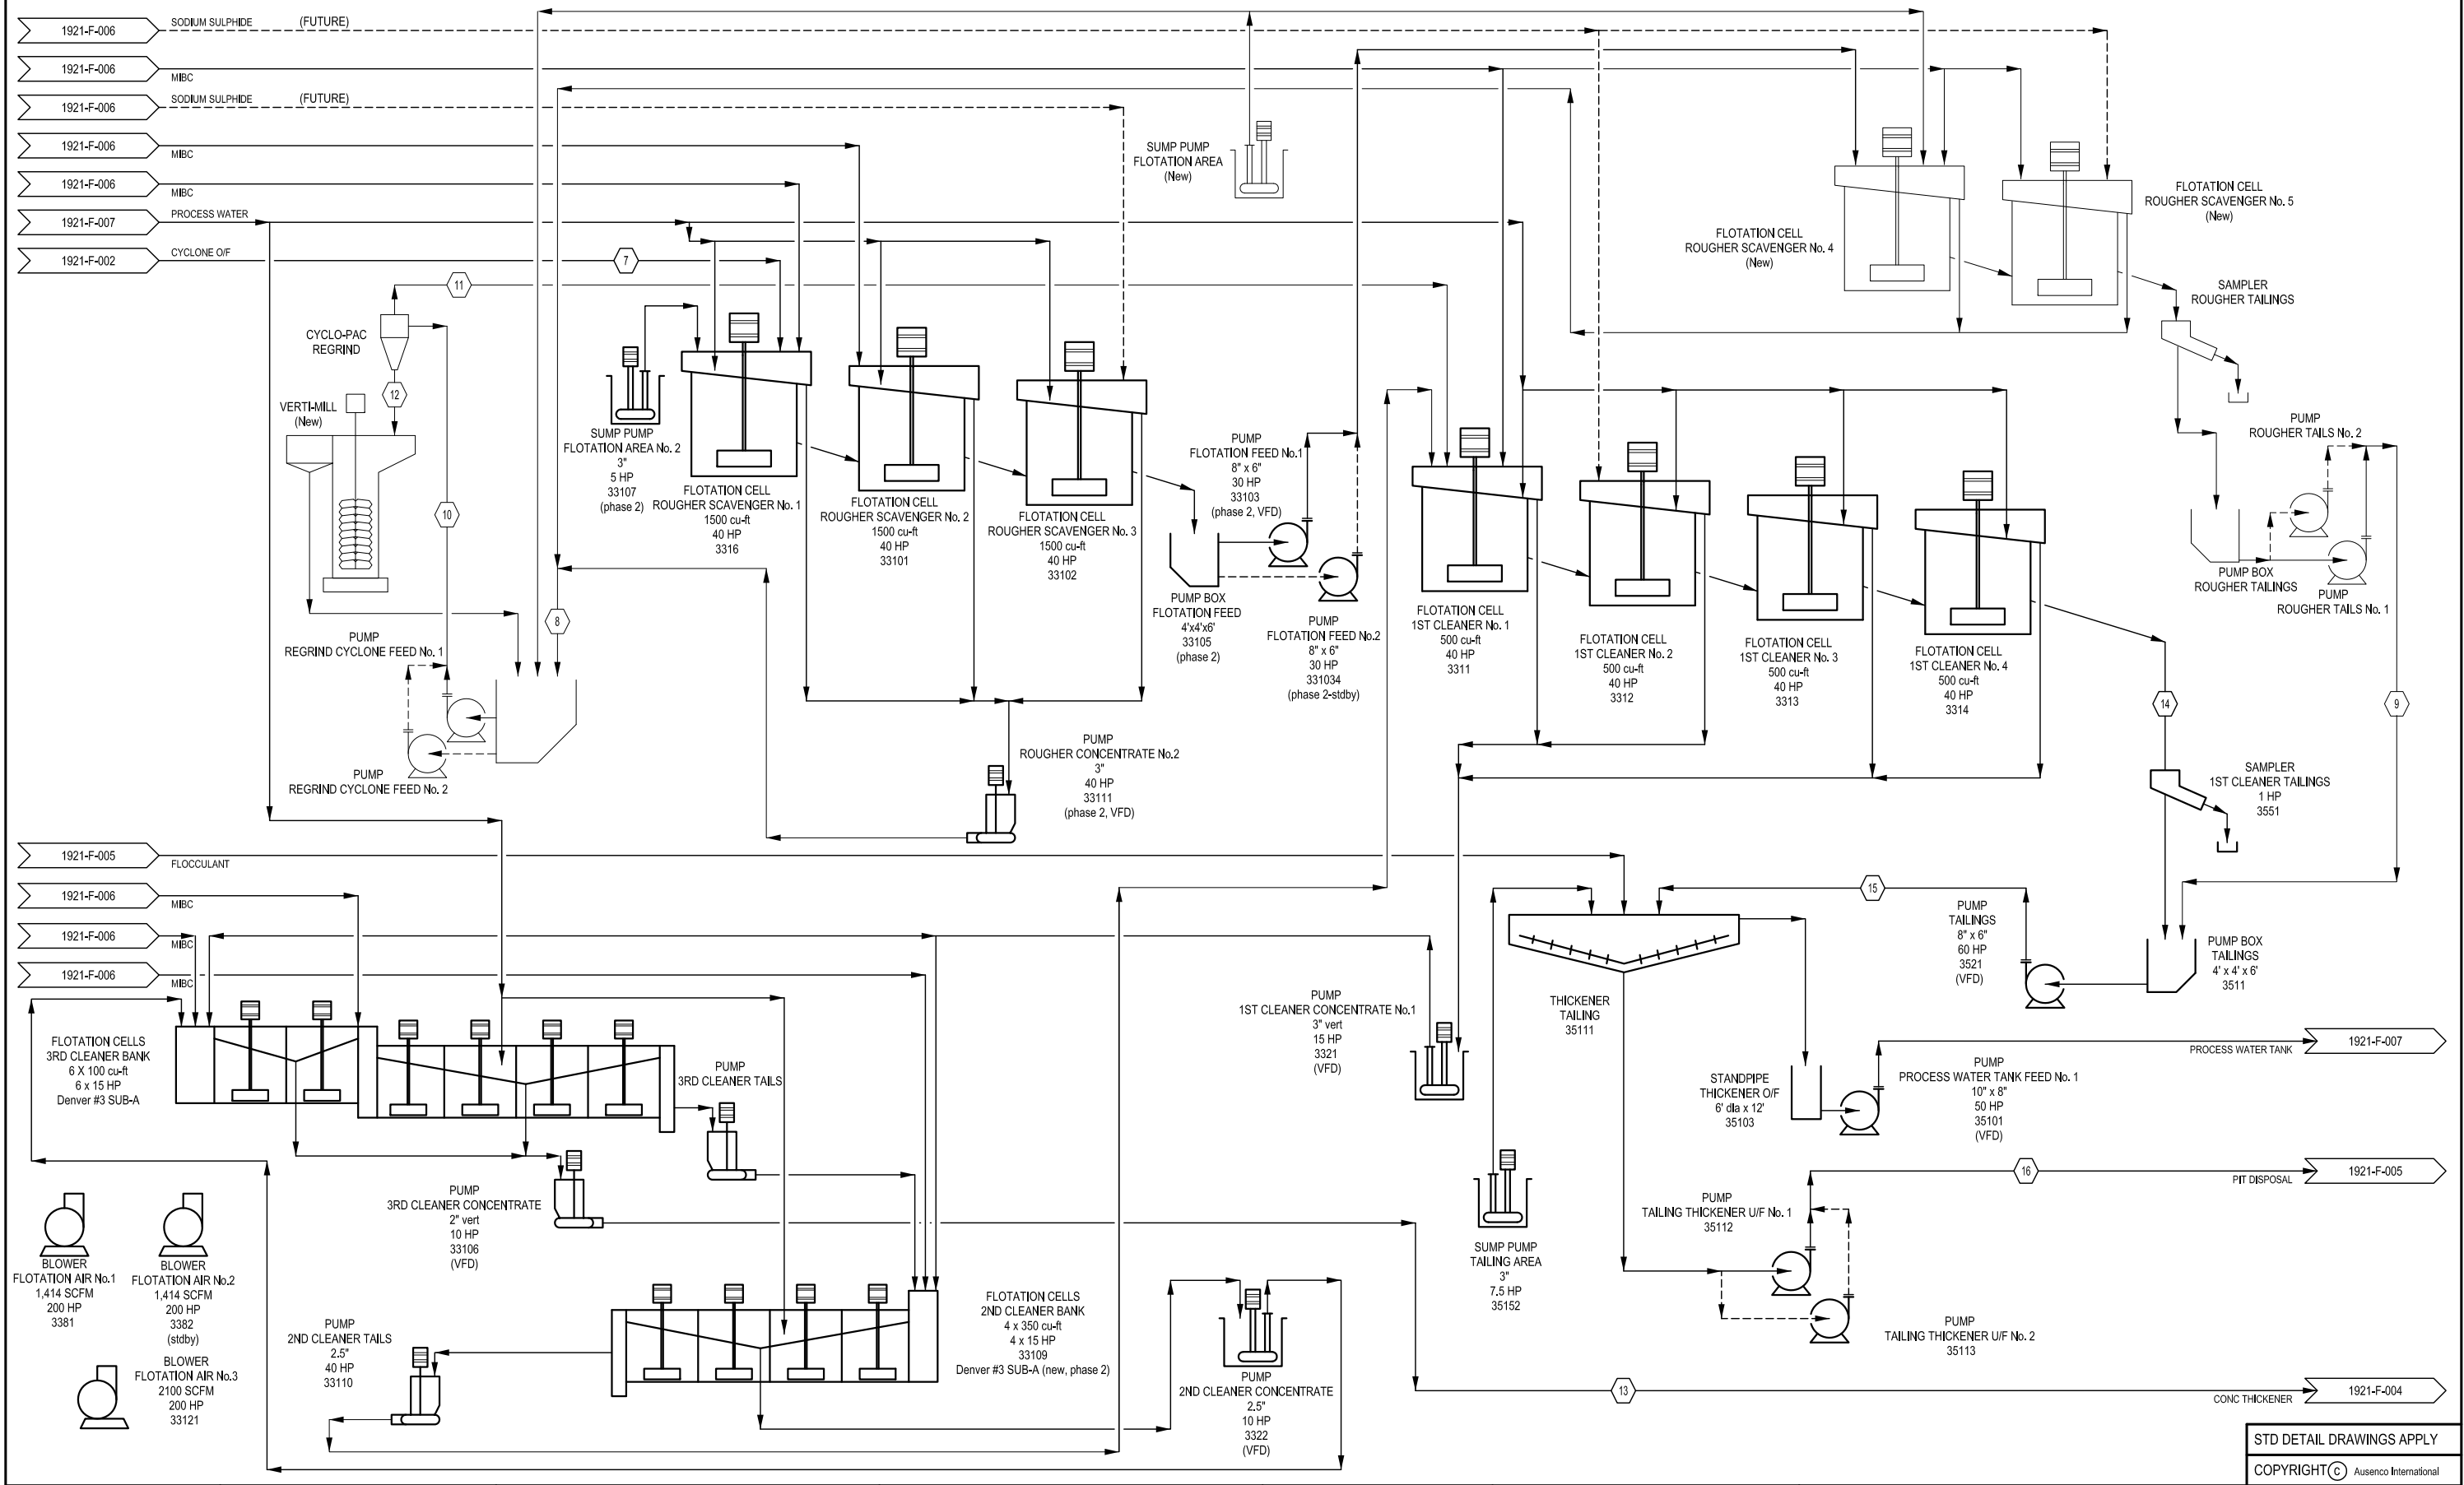 1921-F-006
SODIUM SULPHIDE
(FUTURE)
1921-F-006
MIBC
1921-F-006
SODIUM SULPHIDE
(FUTURE)
1921-F-006
MIBC
1921-F-006
MIBC
1921-F-007
PROCESS WATER
1921-F-002
CYCLONE O/F
7
11
CYCLO-PAC
REGRIND
12
VERTI-MILL
(New)
10
8
PUMP
REGRIND CYCLONE FEED No. 1
PUMP
REGRIND CYCLONE FEED No. 2
SUMP PUMP
FLOTATION AREA No. 2
3"
5 HP
33107
(phase 2)
FLOTATION CELL
ROUGHER SCAVENGER No. 1
1500 cu-ft
40 HP
3316
FLOTATION CELL
ROUGHER SCAVENGER No. 2
1500 cu-ft
40 HP
33101
FLOTATION CELL
ROUGHER SCAVENGER No. 3
1500 cu-ft
40 HP
33102
SUMP PUMP
FLOTATION AREA
(New)
PUMP
FLOTATION FEED No.1
8" x 6"
30 HP
33103
(phase 2, VFD)
PUMP BOX
FLOTATION FEED
4'x4'x6'
33105
(phase 2)
PUMP
FLOTATION FEED No.2
8" x 6"
30 HP
331034
(phase 2-stdby)
PUMP
ROUGHER CONCENTRATE No.2
3"
40 HP
33111
(phase 2, VFD)
FLOTATION CELL
1ST CLEANER No. 1
500 cu-ft
40 HP
3311
FLOTATION CELL
1ST CLEANER No. 2
500 cu-ft
40 HP
3312
FLOTATION CELL
1ST CLEANER No. 3
500 cu-ft
40 HP
3313
FLOTATION CELL
1ST CLEANER No. 4
500 cu-ft
40 HP
3314
FLOTATION CELL
ROUGHER SCAVENGER No. 4
(New)
FLOTATION CELL
ROUGHER SCAVENGER No. 5
(New)
SAMPLER
ROUGHER TAILINGS
PUMP
ROUGHER TAILS No. 2
PUMP BOX
ROUGHER TAILINGS
PUMP
ROUGHER TAILS No. 1
14
9
SAMPLER
1ST CLEANER TAILINGS
1 HP
3551
1921-F-005
FLOCCULANT
1921-F-006
MIBC
1921-F-006
MIBC
1921-F-006
MIBC
15
PUMP
TAILINGS
8" x 6"
60 HP
3521
(VFD)
PUMP BOX
TAILINGS
4' x 4' x 6'
3511
FLOTATION CELLS
3RD CLEANER BANK
6 X 100 cu-ft
6 x 15 HP
Denver #3 SUB-A
PUMP
3RD CLEANER TAILS
PUMP
3RD CLEANER CONCENTRATE
2" vert
10 HP
33106
(VFD)
PUMP
1ST CLEANER CONCENTRATE No.1
3" vert
15 HP
3321
(VFD)
THICKENER
TAILING
35111
STANDPIPE
THICKENER O/F
6' dia x 12'
35103
PUMP
PROCESS WATER TANK FEED No. 1
10" x 8"
50 HP
35101
(VFD)
PROCESS WATER TANK
1921-F-007
16
PIT DISPOSAL
1921-F-005
PUMP
TAILING THICKENER U/F No. 1
35112
PUMP
TAILING THICKENER U/F No. 2
35113
SUMP PUMP
TAILING AREA
3"
7.5 HP
35152
BLOWER
FLOTATION AIR No.1
1,414 SCFM
200 HP
3381
BLOWER
FLOTATION AIR No.2
1,414 SCFM
200 HP
3382
(stdby)
BLOWER
FLOTATION AIR No.3
2100 SCFM
200 HP
33121
PUMP
2ND CLEANER TAILS
2.5"
40 HP
33110
FLOTATION CELLS
2ND CLEANER BANK
4 x 350 cu-ft
4 x 15 HP
33109
Denver #3 SUB-A (new, phase 2)
PUMP
2ND CLEANER CONCENTRATE
2.5"
10 HP
3322
(VFD)
13
CONC THICKENER
1921-F-004
STD DETAIL DRAWINGS APPLY
COPYRIGHT © Ausenco International